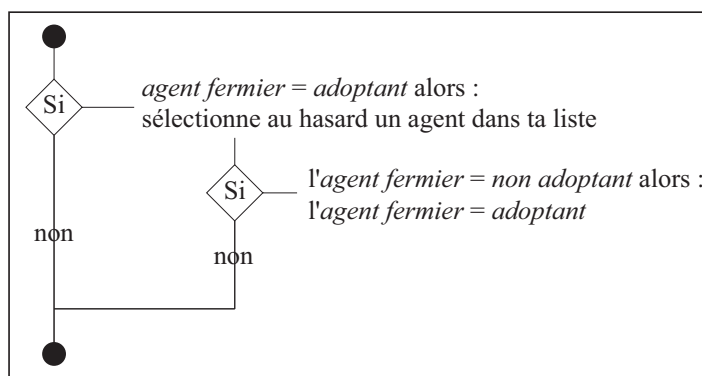 Si
agent fermier = adoptant alors :
sélectionne au hasard un agent dans ta liste
Si
l'agent fermier = non adoptant alors :
l'agent fermier = adoptant
non
non